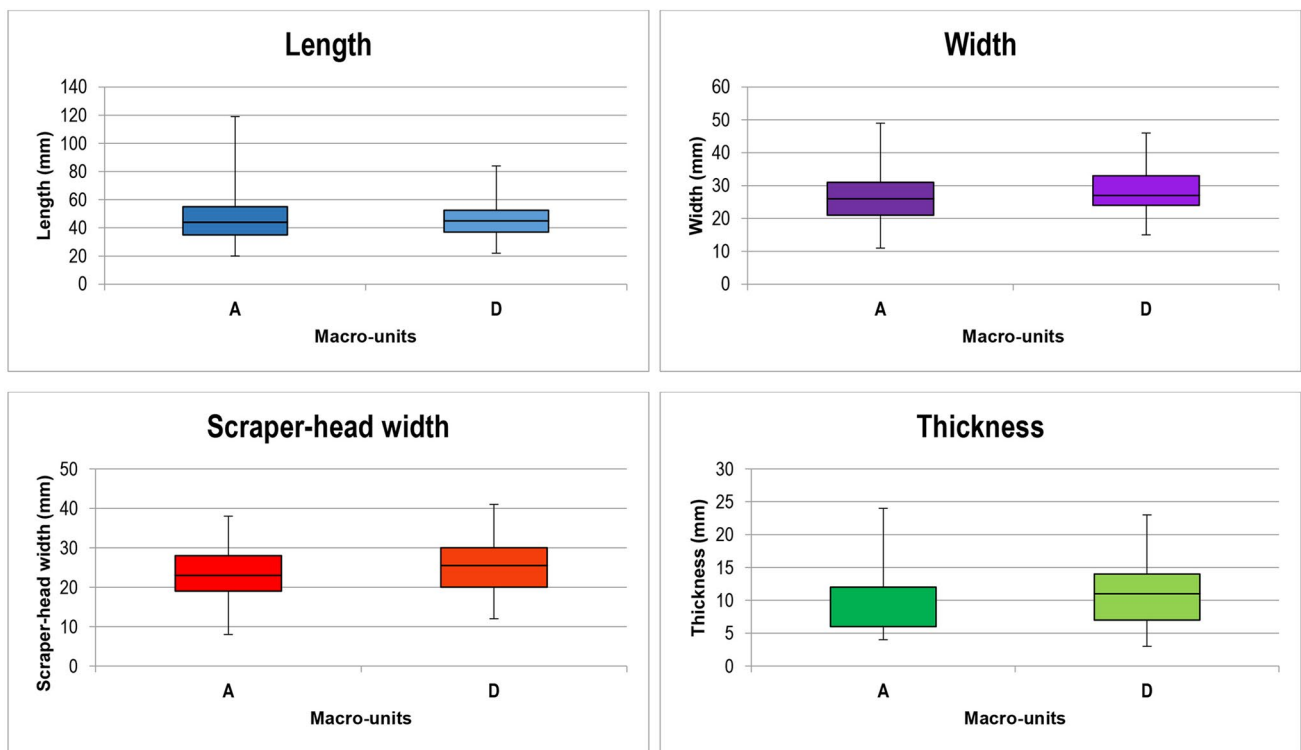 Length
Length (mm)
140
120
100
80
60
40
20
0
A
D
Macro-units
Width
Width (mm)
60
50
40
30
20
10
0
A
D
Macro-units
Scraper-head width
Scraper-head width (mm)
50
40
30
20
10
0
A
D
Macro-units
Thickness
Thickness (mm)
30
25
20
15
10
5
0
A
D
Macro-units